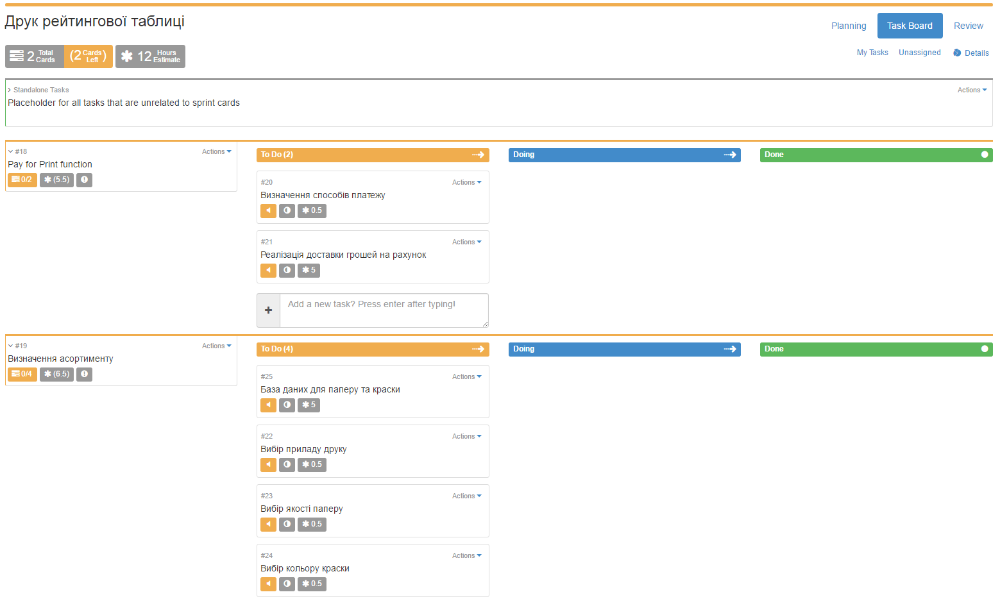 Друк рейтингової таблиці
Planning Task Board Review
2 Total Cards (2 Cards Left) 12 Hours Estimate
My Tasks Unassigned Details
Standalone Tasks Actions
Placeholder for all tasks that are unrelated to sprint cards
#18 Actions
Pay for Print function
0/2 (5.5)
To Do (2) Doing Done
#20 Actions
Визначення способів платежу
0.5
#21 Actions
Реалізація доставки грошей на рахунок
5
Add a new task? Press enter after typing!
#19 Actions
Визначення асортименту
0/4 (6.5)
To Do (4) Doing Done
#25 Actions
База даних для паперу та краски
5
#22 Actions
Вибір приладу друку
0.5
#23 Actions
Вибір якості паперу
0.5
#24 Actions
Вибір кольору краски
0.5